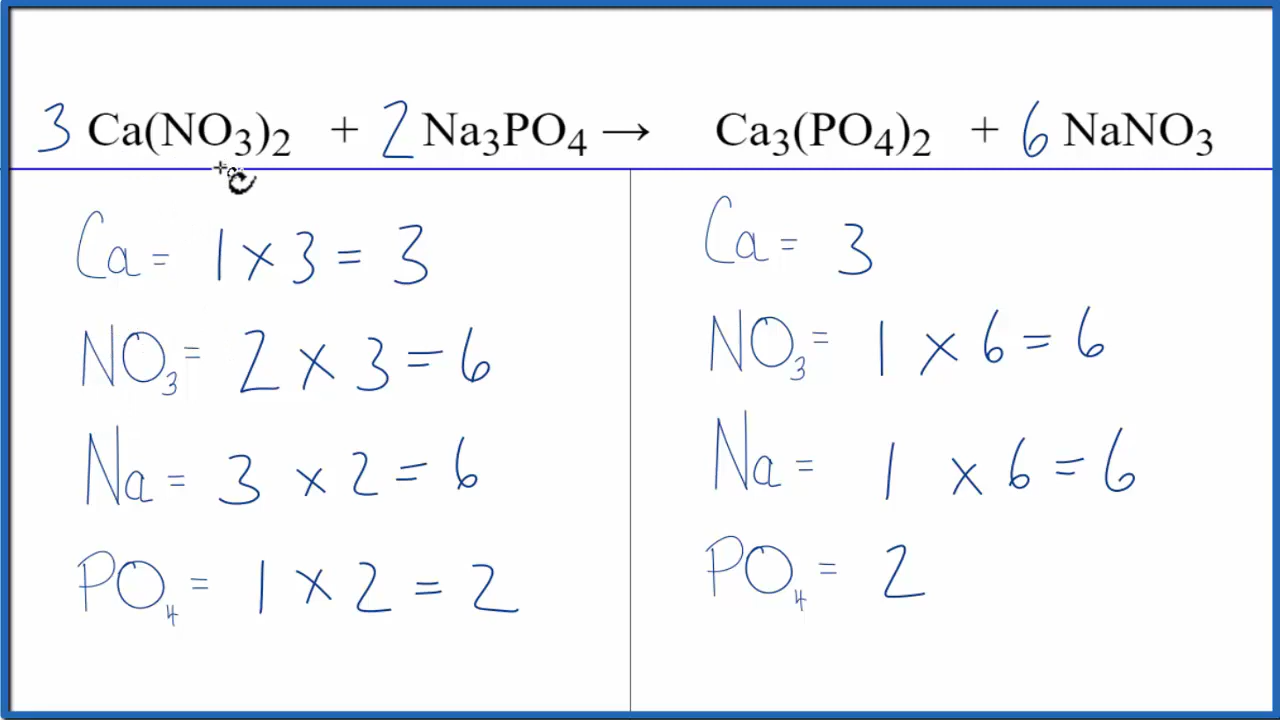 3 Ca(NO3)2 + 2 Na3PO4 → Ca3(PO4)2 + 6 NaNO3
Ca = 1 x 3 = 3
NO3 = 2 x 3 = 6
Na = 3 x 2 = 6
PO4 = 1 x 2 = 2
Ca = 3
NO3 = 1 x 6 = 6
Na = 1 x 6 = 6
PO4 = 2